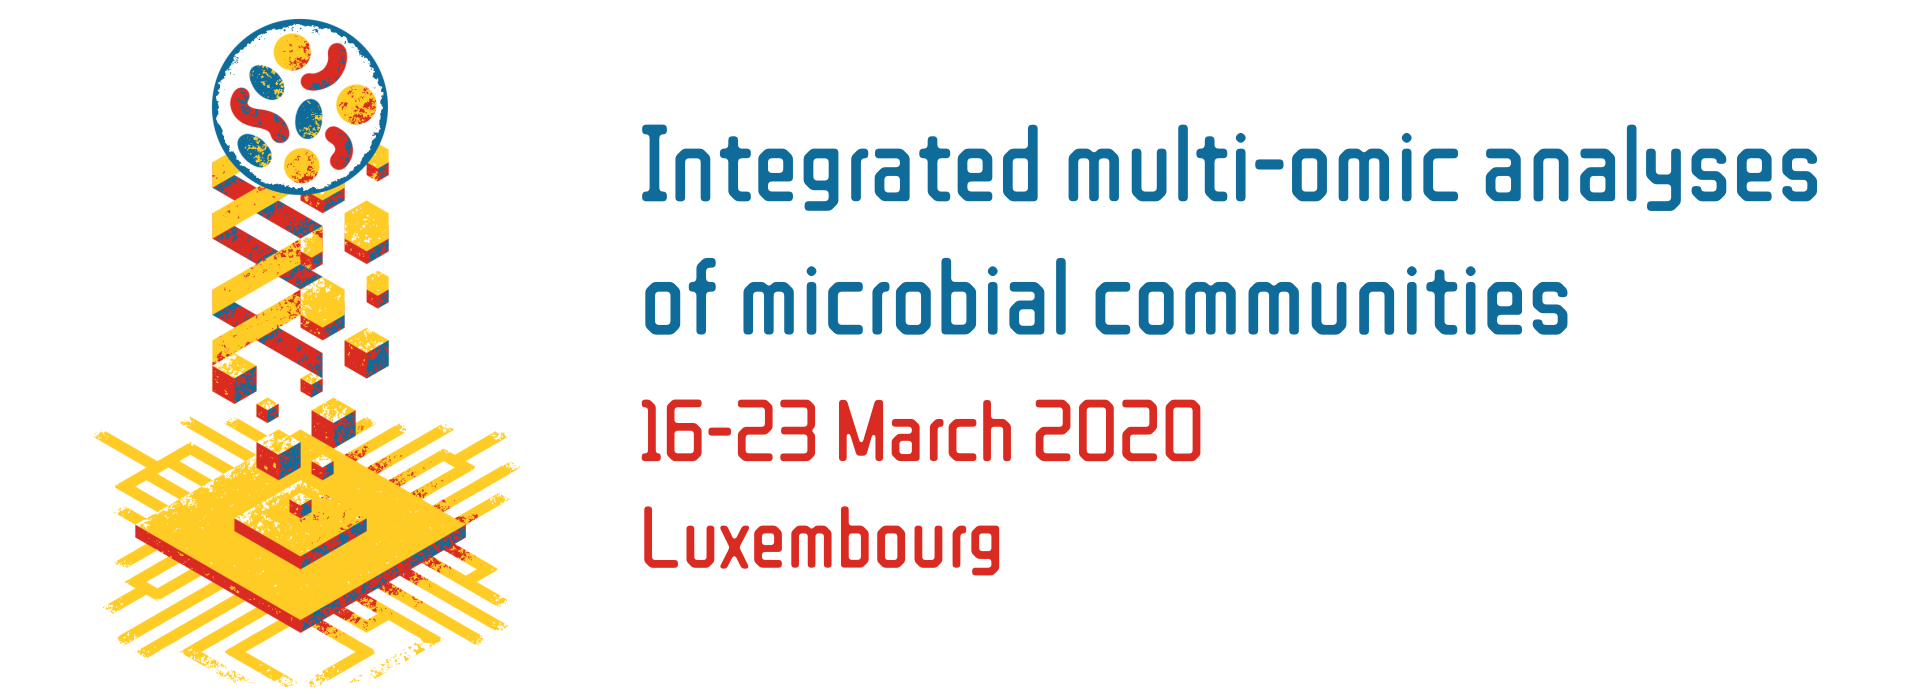 Integrated multi-omic analyses
of microbial communities
16-23 March 2020
Luxembourg